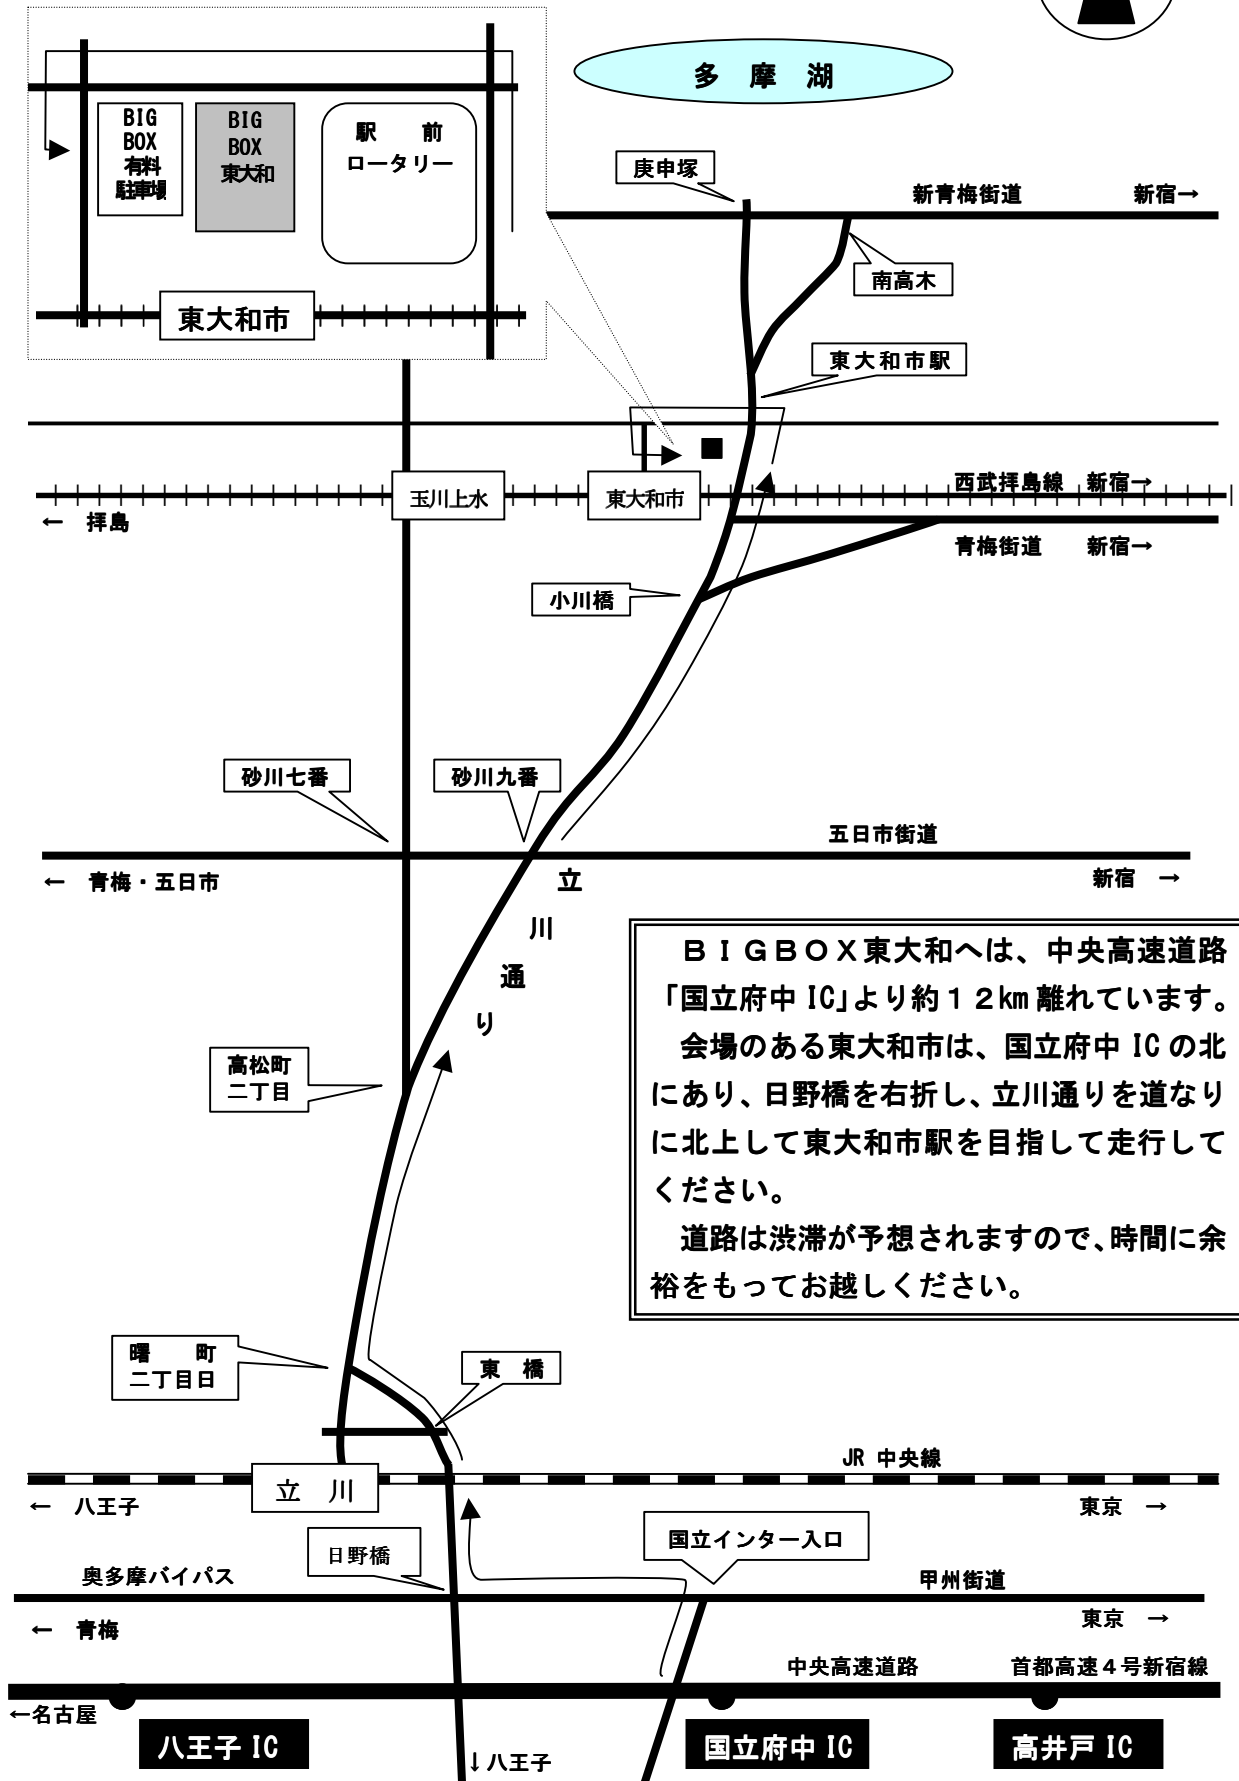 多 摩 湖
BIG
BOX
有料
駐車場
BIG
BOX
東大和
駅 前
ロータリー
東大和市
庚申塚
新青梅街道 新宿→
南高木
東大和市駅
玉川上水
東大和市
西武拝島線 新宿→
← 拝島
青梅街道 新宿→
小川橋
砂川七番
砂川九番
五日市街道
← 青梅・五日市
新宿 →
立川通り
ＢＩＧＢＯＸ東大和へは、中央高速道路
「国立府中 IC」より約１２km 離れています。
会場のある東大和市は、国立府中 IC の北
にあり、日野橋を右折し、立川通りを道なり
に北上して東大和市駅を目指して走行して
ください。
道路は渋滞が予想されますので、時間に余
裕をもってお越しください。
高松町
二丁目
曙 町
二丁目日
東 橋
JR 中央線
立 川
← 八王子
東京 →
日野橋
国立インター入口
奥多摩バイパス
甲州街道
← 青梅
東京 →
中央高速道路
首都高速４号新宿線
←名古屋
八王子 IC
国立府中 IC
高井戸 IC
↓八王子